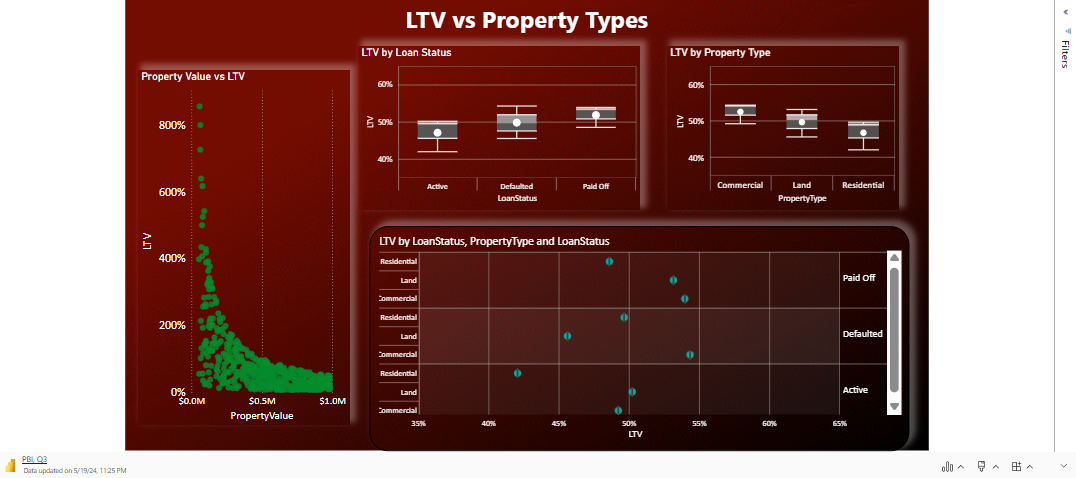 LTV vs Property Types
Property Value vs LTV
800%
600%
400%
200%
0%
LTV
$0.0M $0.5M $1.0M
PropertyValue
LTV by Loan Status
60%
50%
40%
LTV
Active Defaulted Paid Off
LoanStatus
LTV by Property Type
60%
50%
40%
LTV
Commercial Land Residential
PropertyType
LTV by LoanStatus, PropertyType and LoanStatus
Residential
Land
Commercial
Paid Off
Residential
Land
Commercial
Defaulted
Residential
Land
Commercial
Active
35% 40% 45% 50% 55% 60% 65%
LTV
Filters
PBI, Q3
Data updated on 5/19/24, 11:25 PM